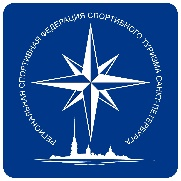 РЕГИОНАЛЬНАЯ СПОРТИВНАЯ ФЕДЕРАЦИЯ СПОРТИВНОГО ТУРИЗМА САНКТ-ПЕТЕРБУРГА